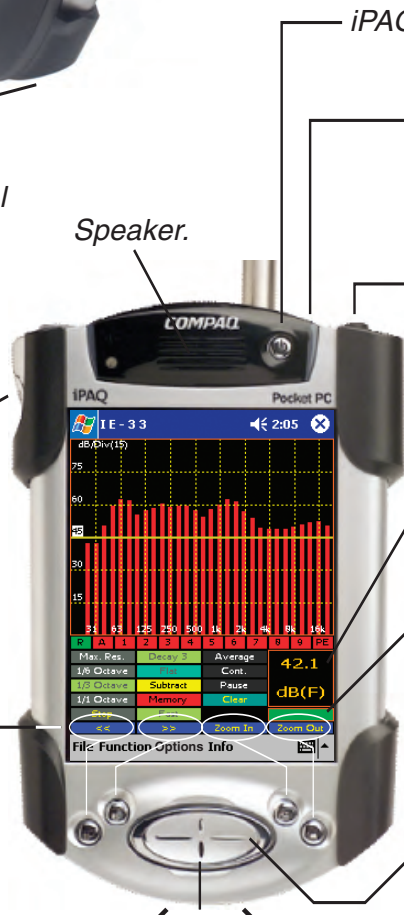 iPAQ
l
Speaker.
COMPAQ
iPAQ Pocket PC
IE-33 2:05
dB/Div(15)
75
60
45
30
15
31 63 125 250 500 1k 2k 4k 8k 16k
R A 1 2 3 4 5 6 7 8 9 PE
Max. Res. Decay 3 Average
1/6 Octave Flat Cont.
1/3 Octave Subtract Pause
1/1 Octave Memory Clear
Stop Fast
42.1
dB(F)
<< >> Zoom In Zoom Out
File Function Options Info